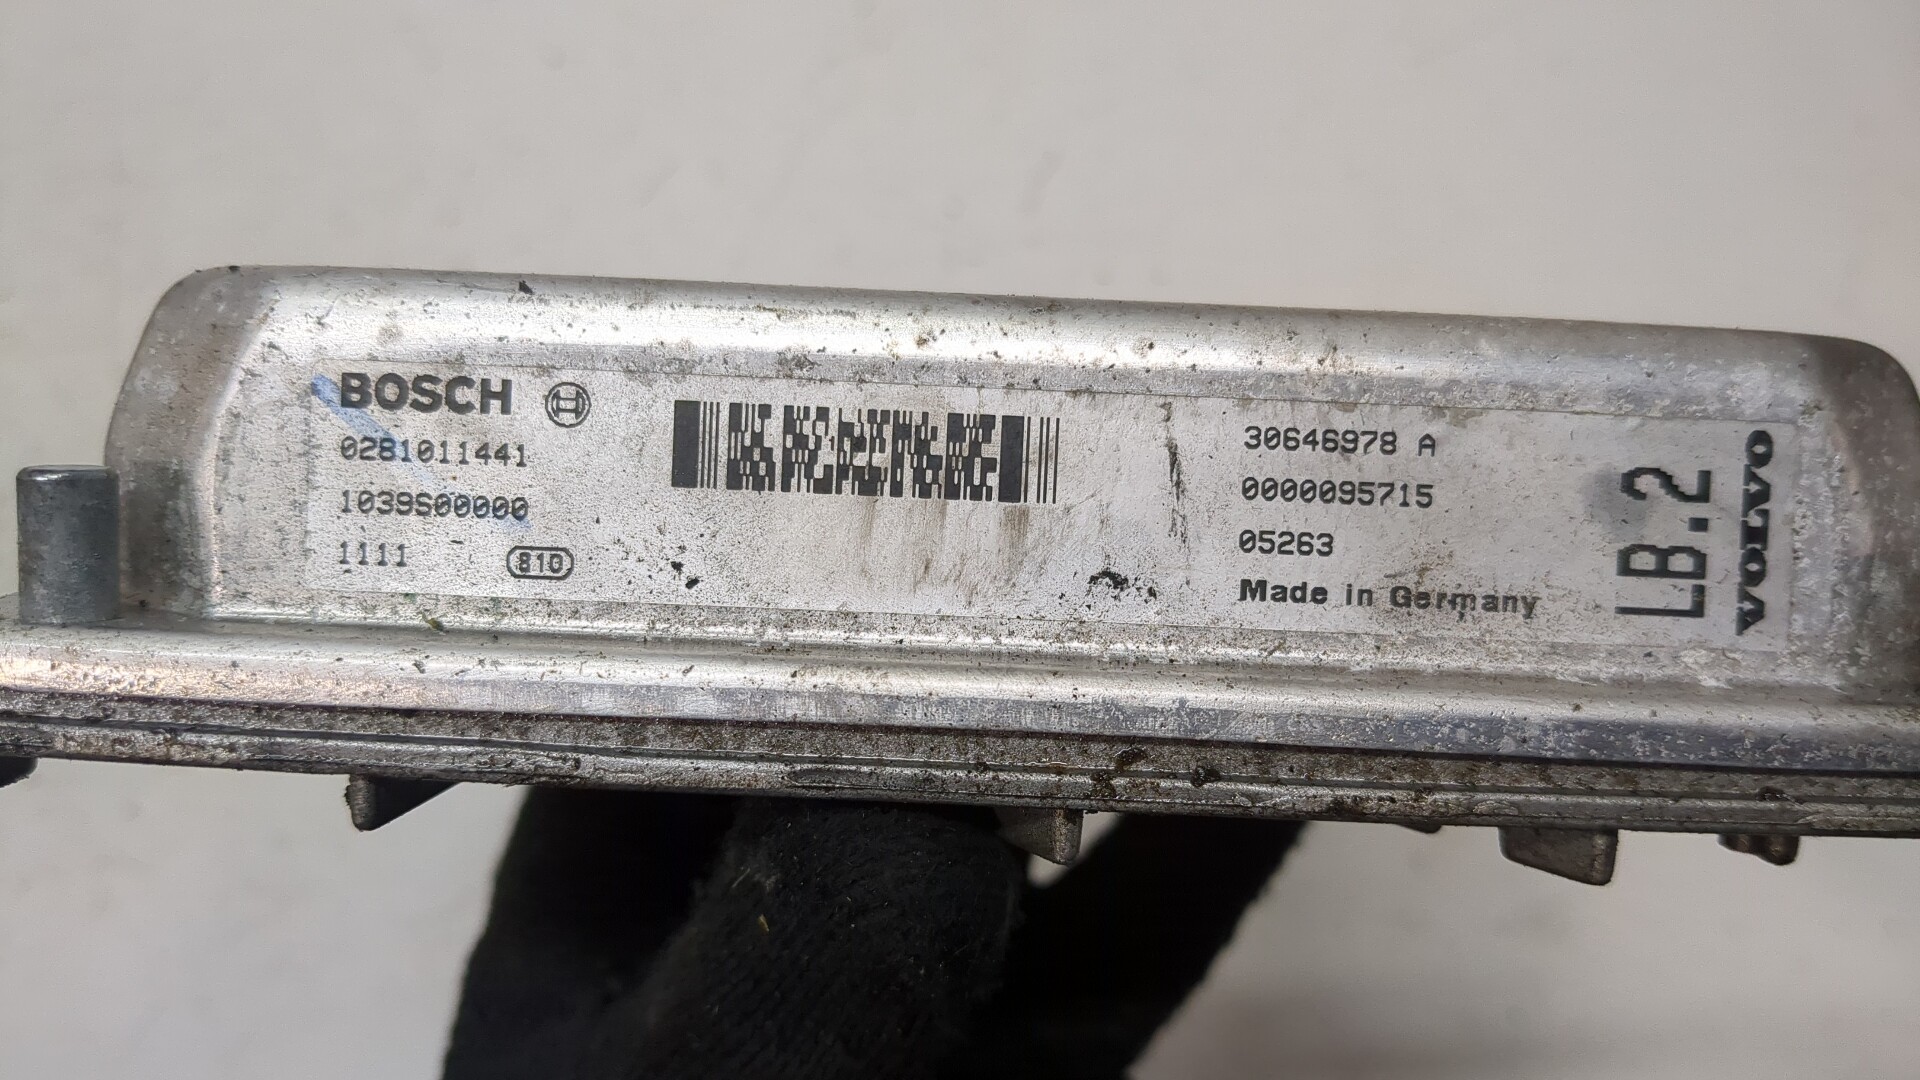 BOSCH
0281011441
1039S00000
1111
810
30646978 A
0000095715
05263
Made in Germany
LB.2
VOLVO